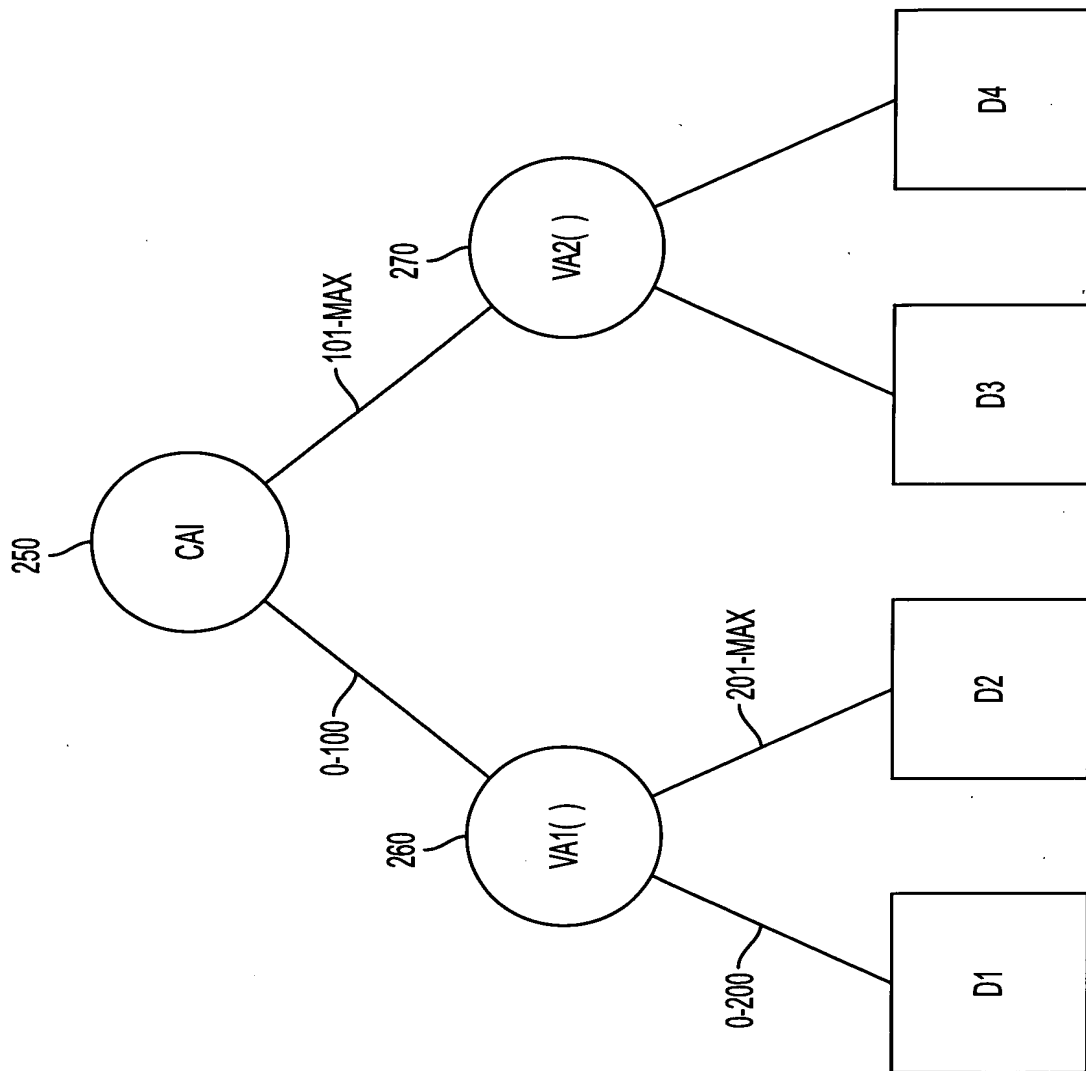 250
CAI
0-100
101-MAX
260
VA1( )
270
VA2( )
0-200
201-MAX
D1
D2
D3
D4